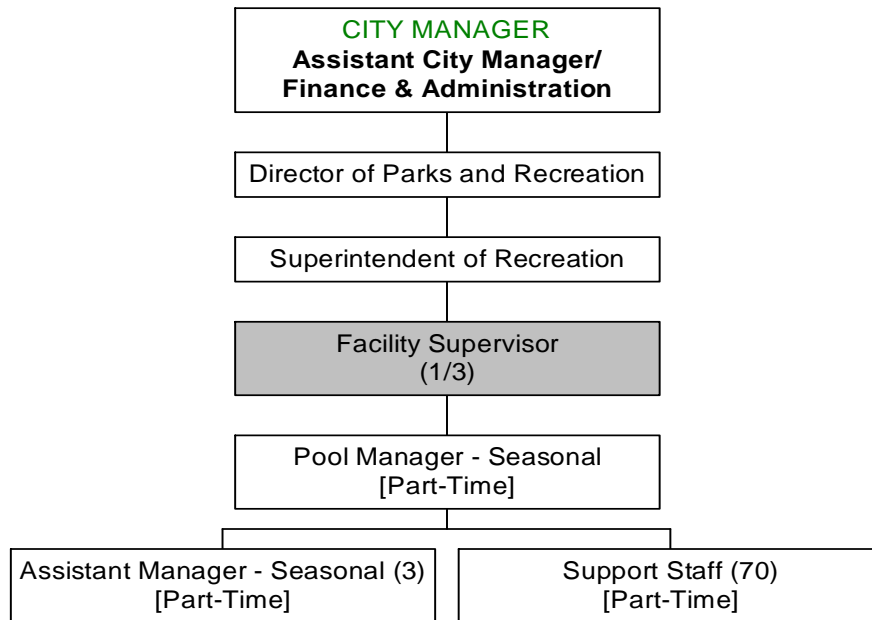 CITY MANAGER
Assistant City Manager/
Finance & Administration
Director of Parks and Recreation
Superintendent of Recreation
Facility Supervisor
(1/3)
Pool Manager - Seasonal
[Part-Time]
Assistant Manager - Seasonal (3)
[Part-Time]
Support Staff (70)
[Part-Time]